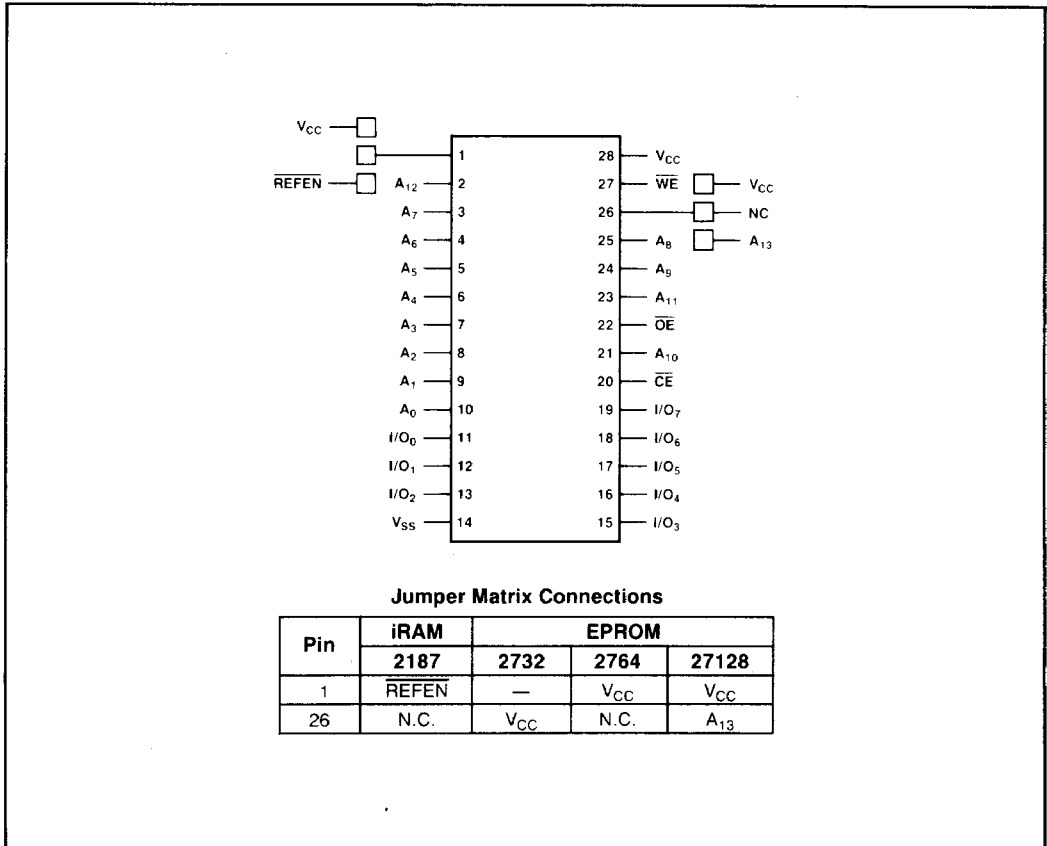 VCC
1 28 VCC
REFEN A12 2 27 WE VCC
A7 3 26 NC
A6 4 25 A8 A13
A5 5 24 A9
A4 6 23 A11
A3 7 22 OE
A2 8 21 A10
A1 9 20 CE
A0 10 19 I/O7
I/O0 11 18 I/O6
I/O1 12 17 I/O5
I/O2 13 16 I/O4
VSS 14 15 I/O3
Jumper Matrix Connections
Pin iRAM EPROM
2187 2732 2764 27128
1 REFEN — VCC VCC
26 N.C. VCC N.C. A13